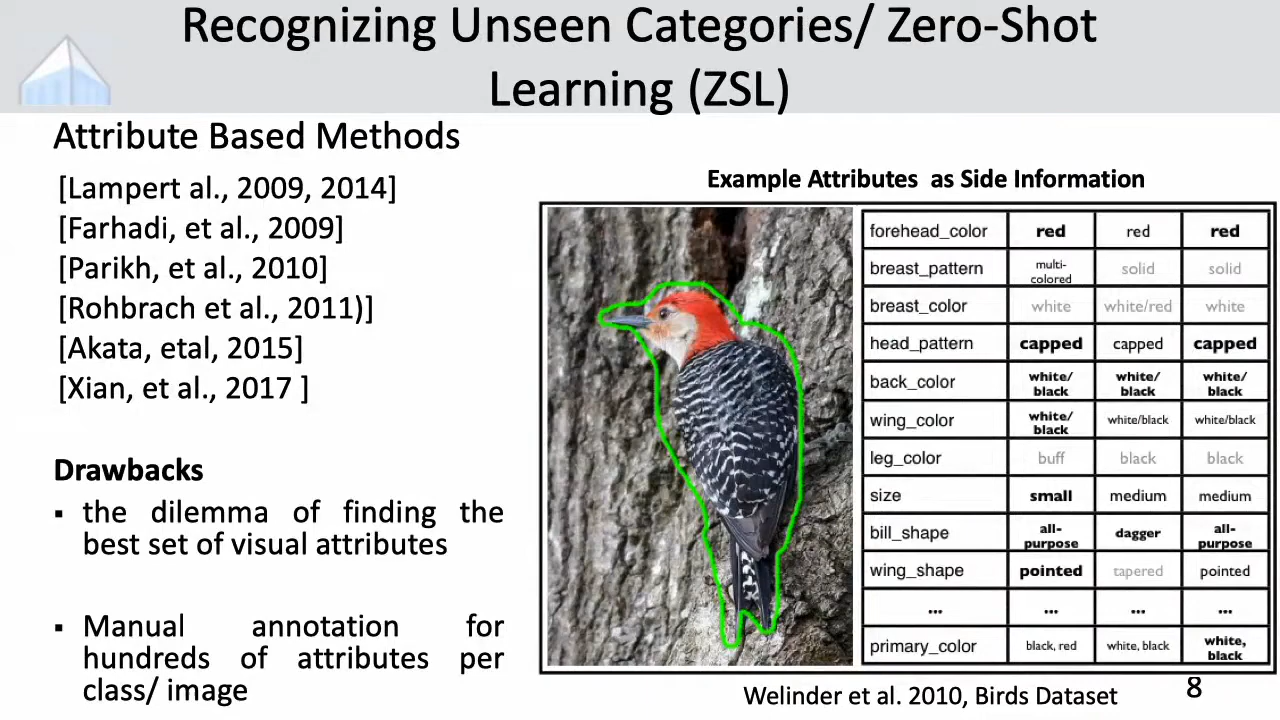 Recognizing Unseen Categories/ Zero-Shot
Learning (ZSL)
Attribute Based Methods
[Lampert al., 2009, 2014]
[Farhadi, et al., 2009]
[Parikh, et al., 2010]
[Rohbrach et al., 2011)]
[Akata, etal, 2015]
[Xian, et al., 2017 ]
Drawbacks
▪ the dilemma of finding the
best set of visual attributes
▪ Manual annotation for
hundreds of attributes per
class/ image
Example Attributes as Side Information
forehead_color red red red
breast_pattern multi-colored solid solid
breast_color white white/red white
head_pattern capped capped capped
back_color white/black white/black white/black
wing_color white/black white/black white/black
leg_color buff black black
size small medium medium
bill_shape all-purpose dagger all-purpose
wing_shape pointed tapered pointed
... ... ... ...
primary_color black, red white, black white, black
Welinder et al. 2010, Birds Dataset
8